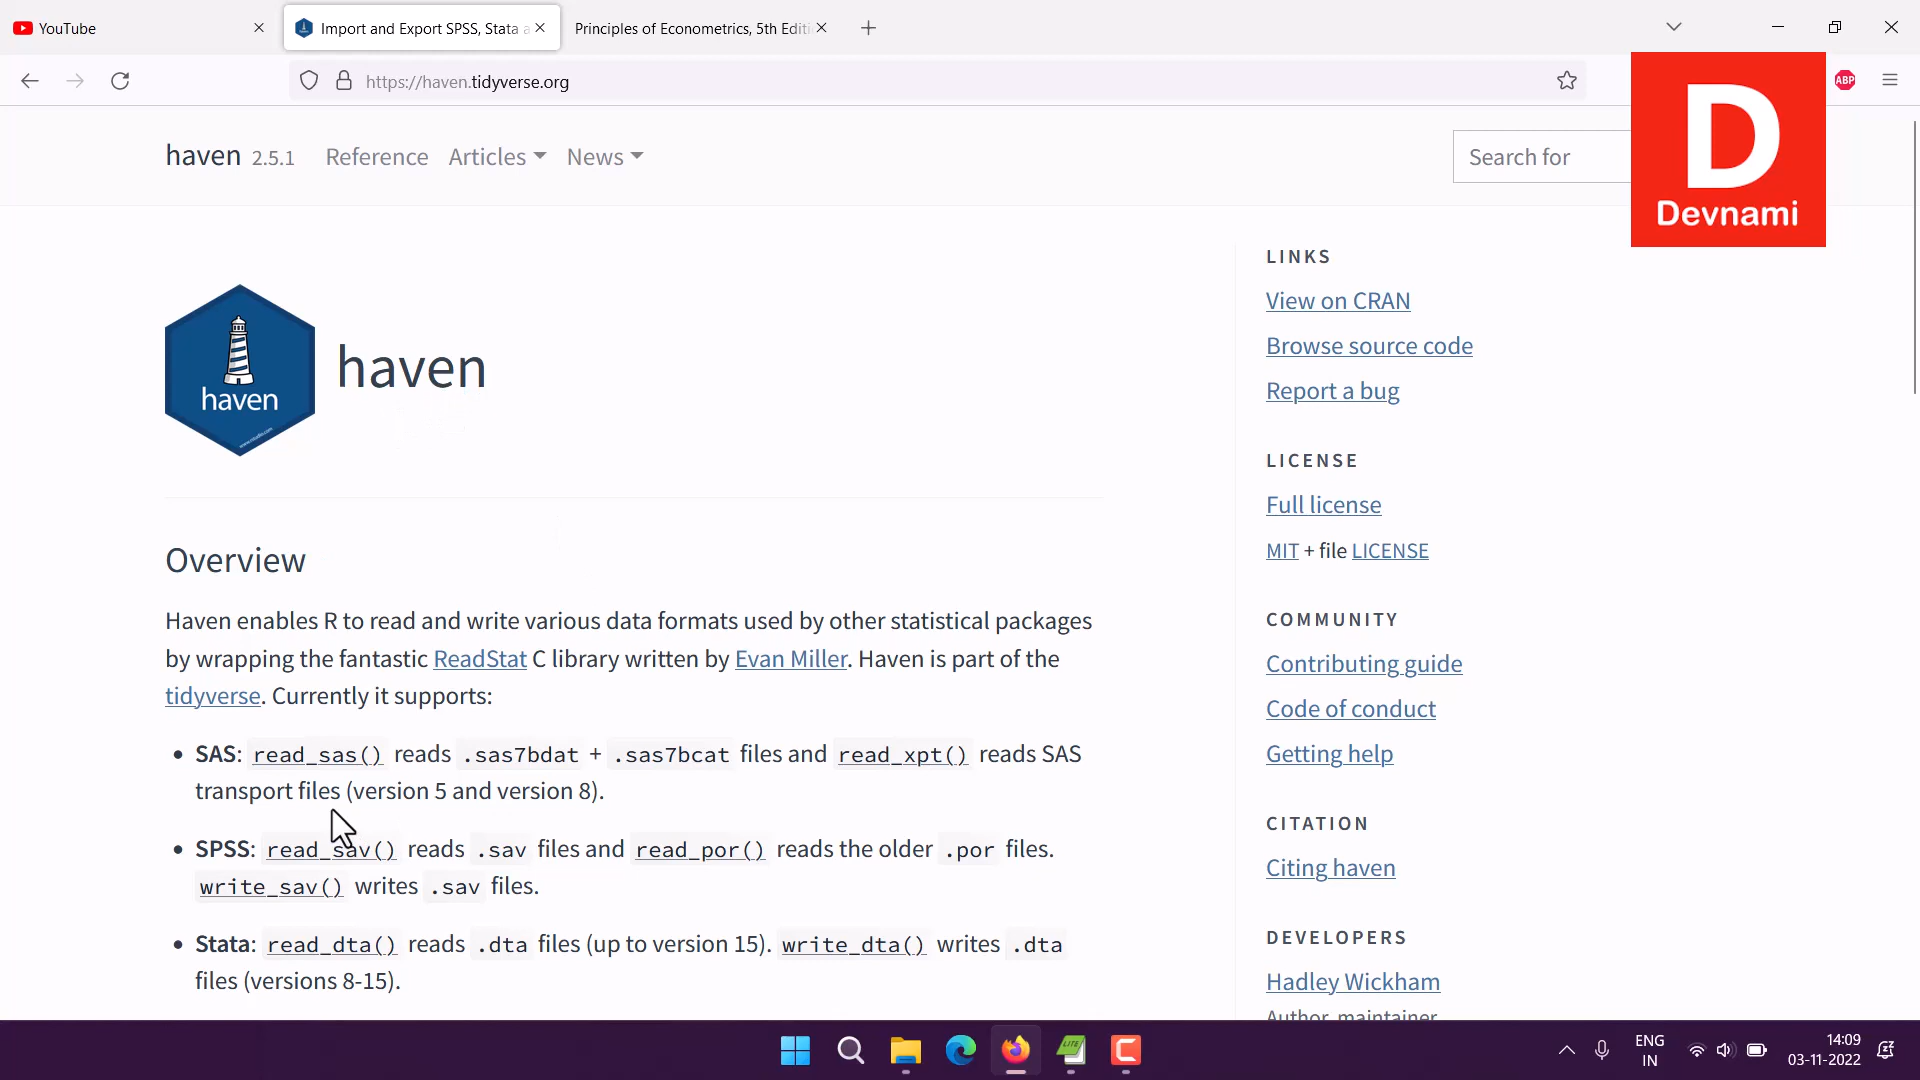 YouTube
Import and Export SPSS, Stata a
Principles of Econometrics, 5th Editi
https://haven.tidyverse.org
ABP
D
Devnami
haven 2.5.1 Reference Articles News
Search for
haven
www.rstudio.com
haven
Overview
Haven enables R to read and write various data formats used by other statistical packages
by wrapping the fantastic ReadStat C library written by Evan Miller. Haven is part of the
tidyverse. Currently it supports:
SAS: read_sas() reads .sas7bdat + .sas7bcat files and read_xpt() reads SAS
transport files (version 5 and version 8).
SPSS: read_sav() reads .sav files and read_por() reads the older .por files.
write_sav() writes .sav files.
Stata: read_dta() reads .dta files (up to version 15). write_dta() writes .dta
files (versions 8-15).
LINKS
View on CRAN
Browse source code
Report a bug
LICENSE
Full license
MIT + file LICENSE
COMMUNITY
Contributing guide
Code of conduct
Getting help
CITATION
Citing haven
DEVELOPERS
Hadley Wickham
Author, maintainer
LITE
C
ENG
IN
14:09
03-11-2022